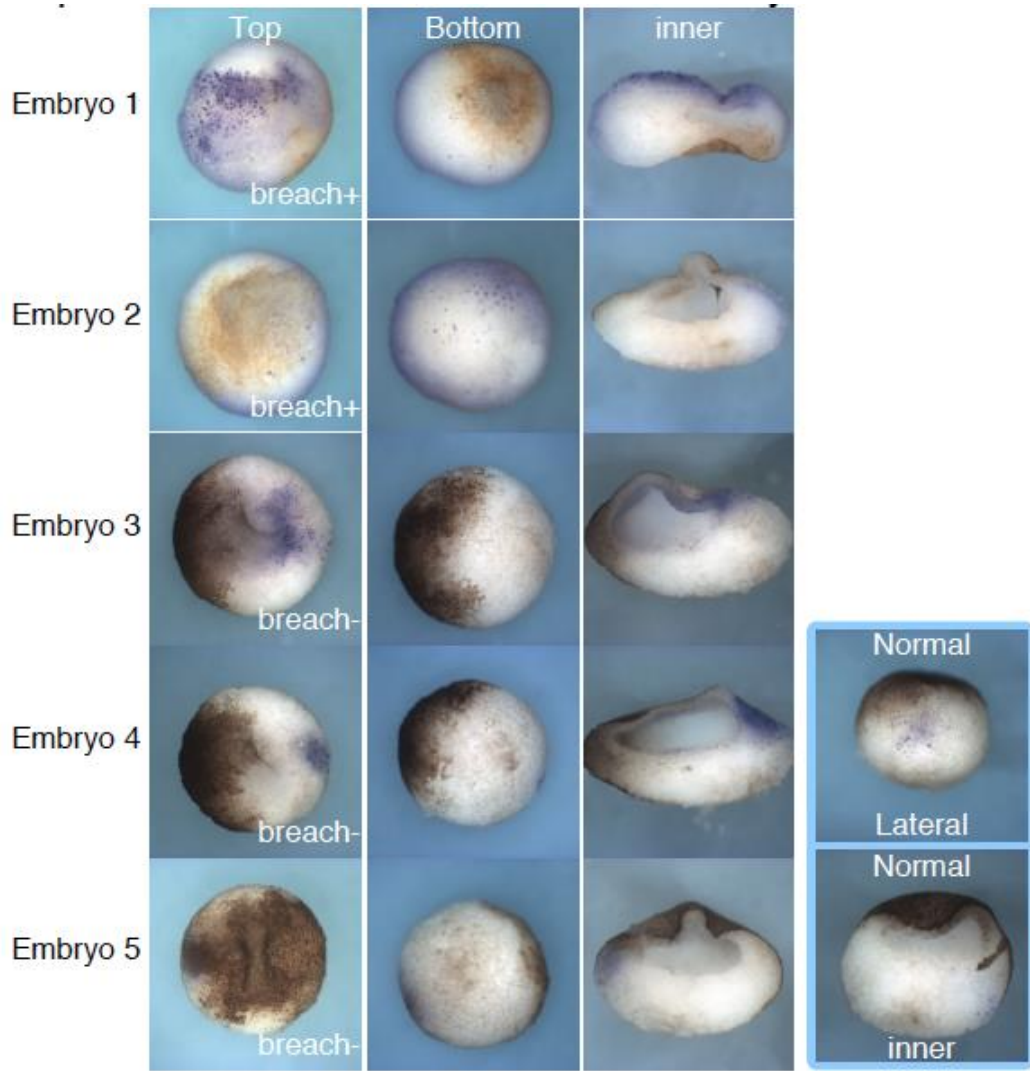 Top Bottom inner
Embryo 1
breach+
Embryo 2
breach+
Embryo 3
breach-
Embryo 4
breach-
Normal
Lateral
Normal
Embryo 5
breach-
inner